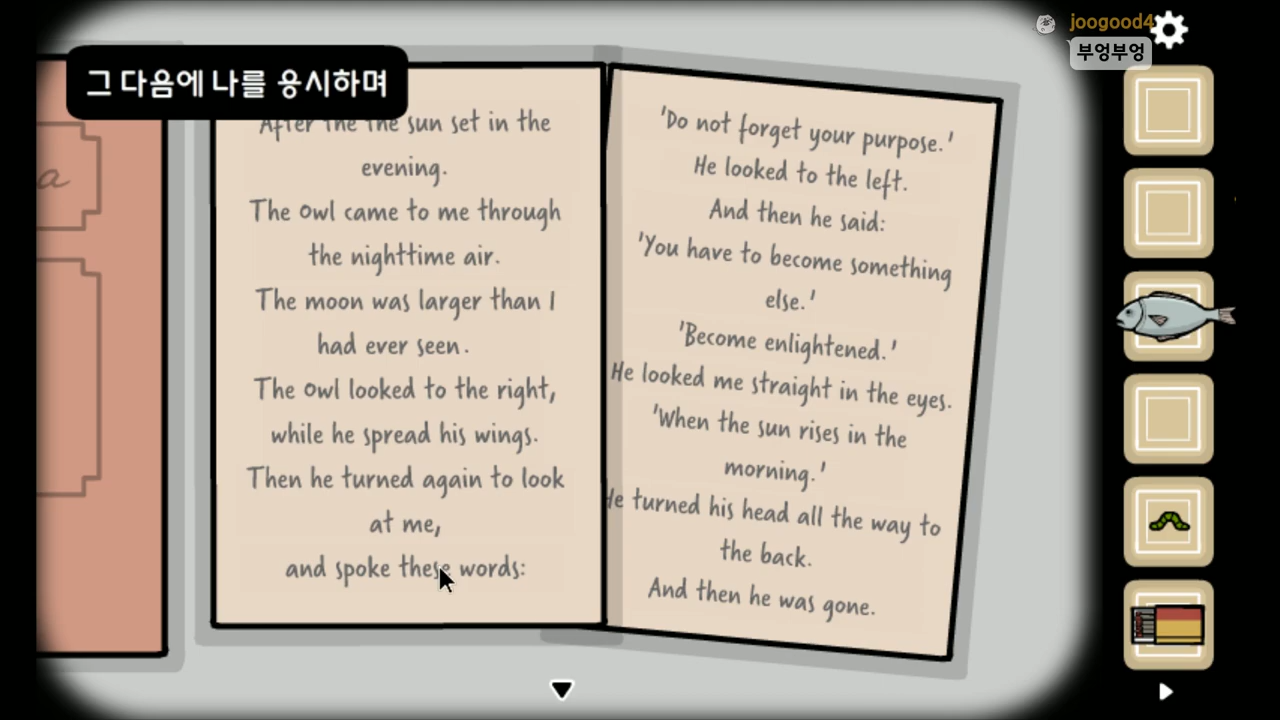 그 다음에 나를 응시하며
joogood4
부엉부엉
a
After the the sun set in the
evening.
The Owl came to me through
the nighttime air.
The moon was larger than I
had ever seen.
The Owl looked to the right,
while he spread his wings.
Then he turned again to look
at me,
and spoke these words:
'Do not forget your purpose.'
He looked to the left.
And then he said:
'You have to become something
else.'
'Become enlightened.'
He looked me straight in the eyes.
'When the sun rises in the
morning.'
He turned his head all the way to
the back.
And then he was gone.